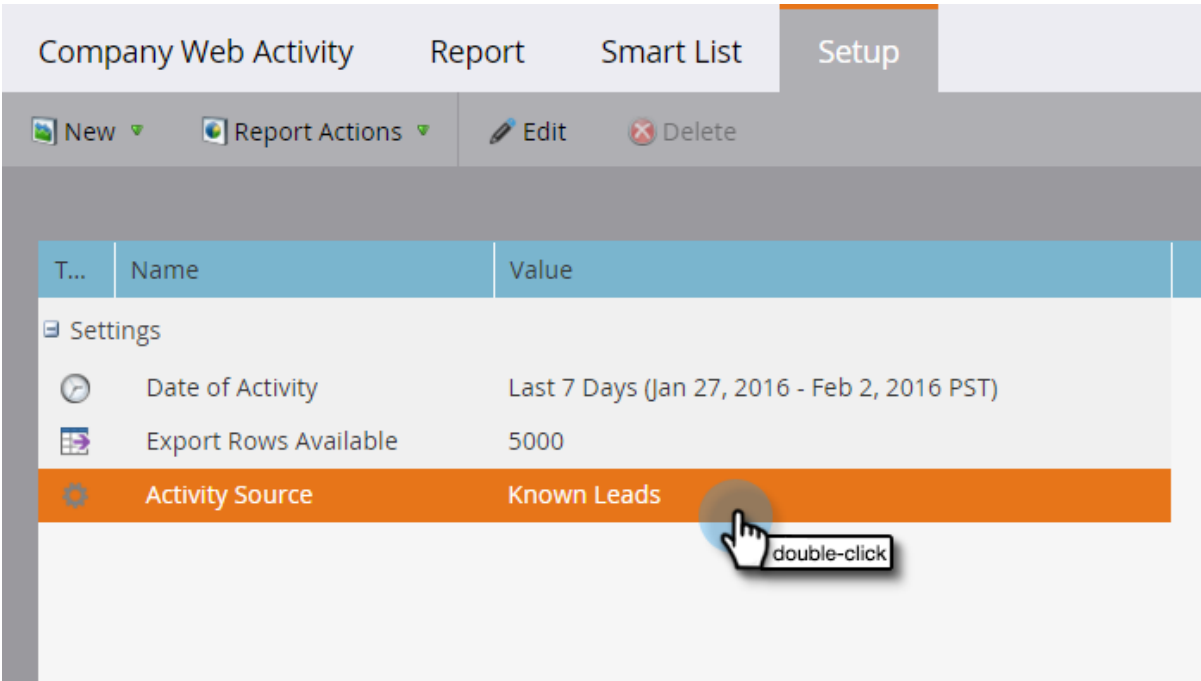 Company Web Activity Report Smart List Setup
New Report Actions Edit Delete
T... Name Value
Settings
Date of Activity Last 7 Days (Jan 27, 2016 - Feb 2, 2016 PST)
Export Rows Available 5000
Activity Source Known Leads
double-click